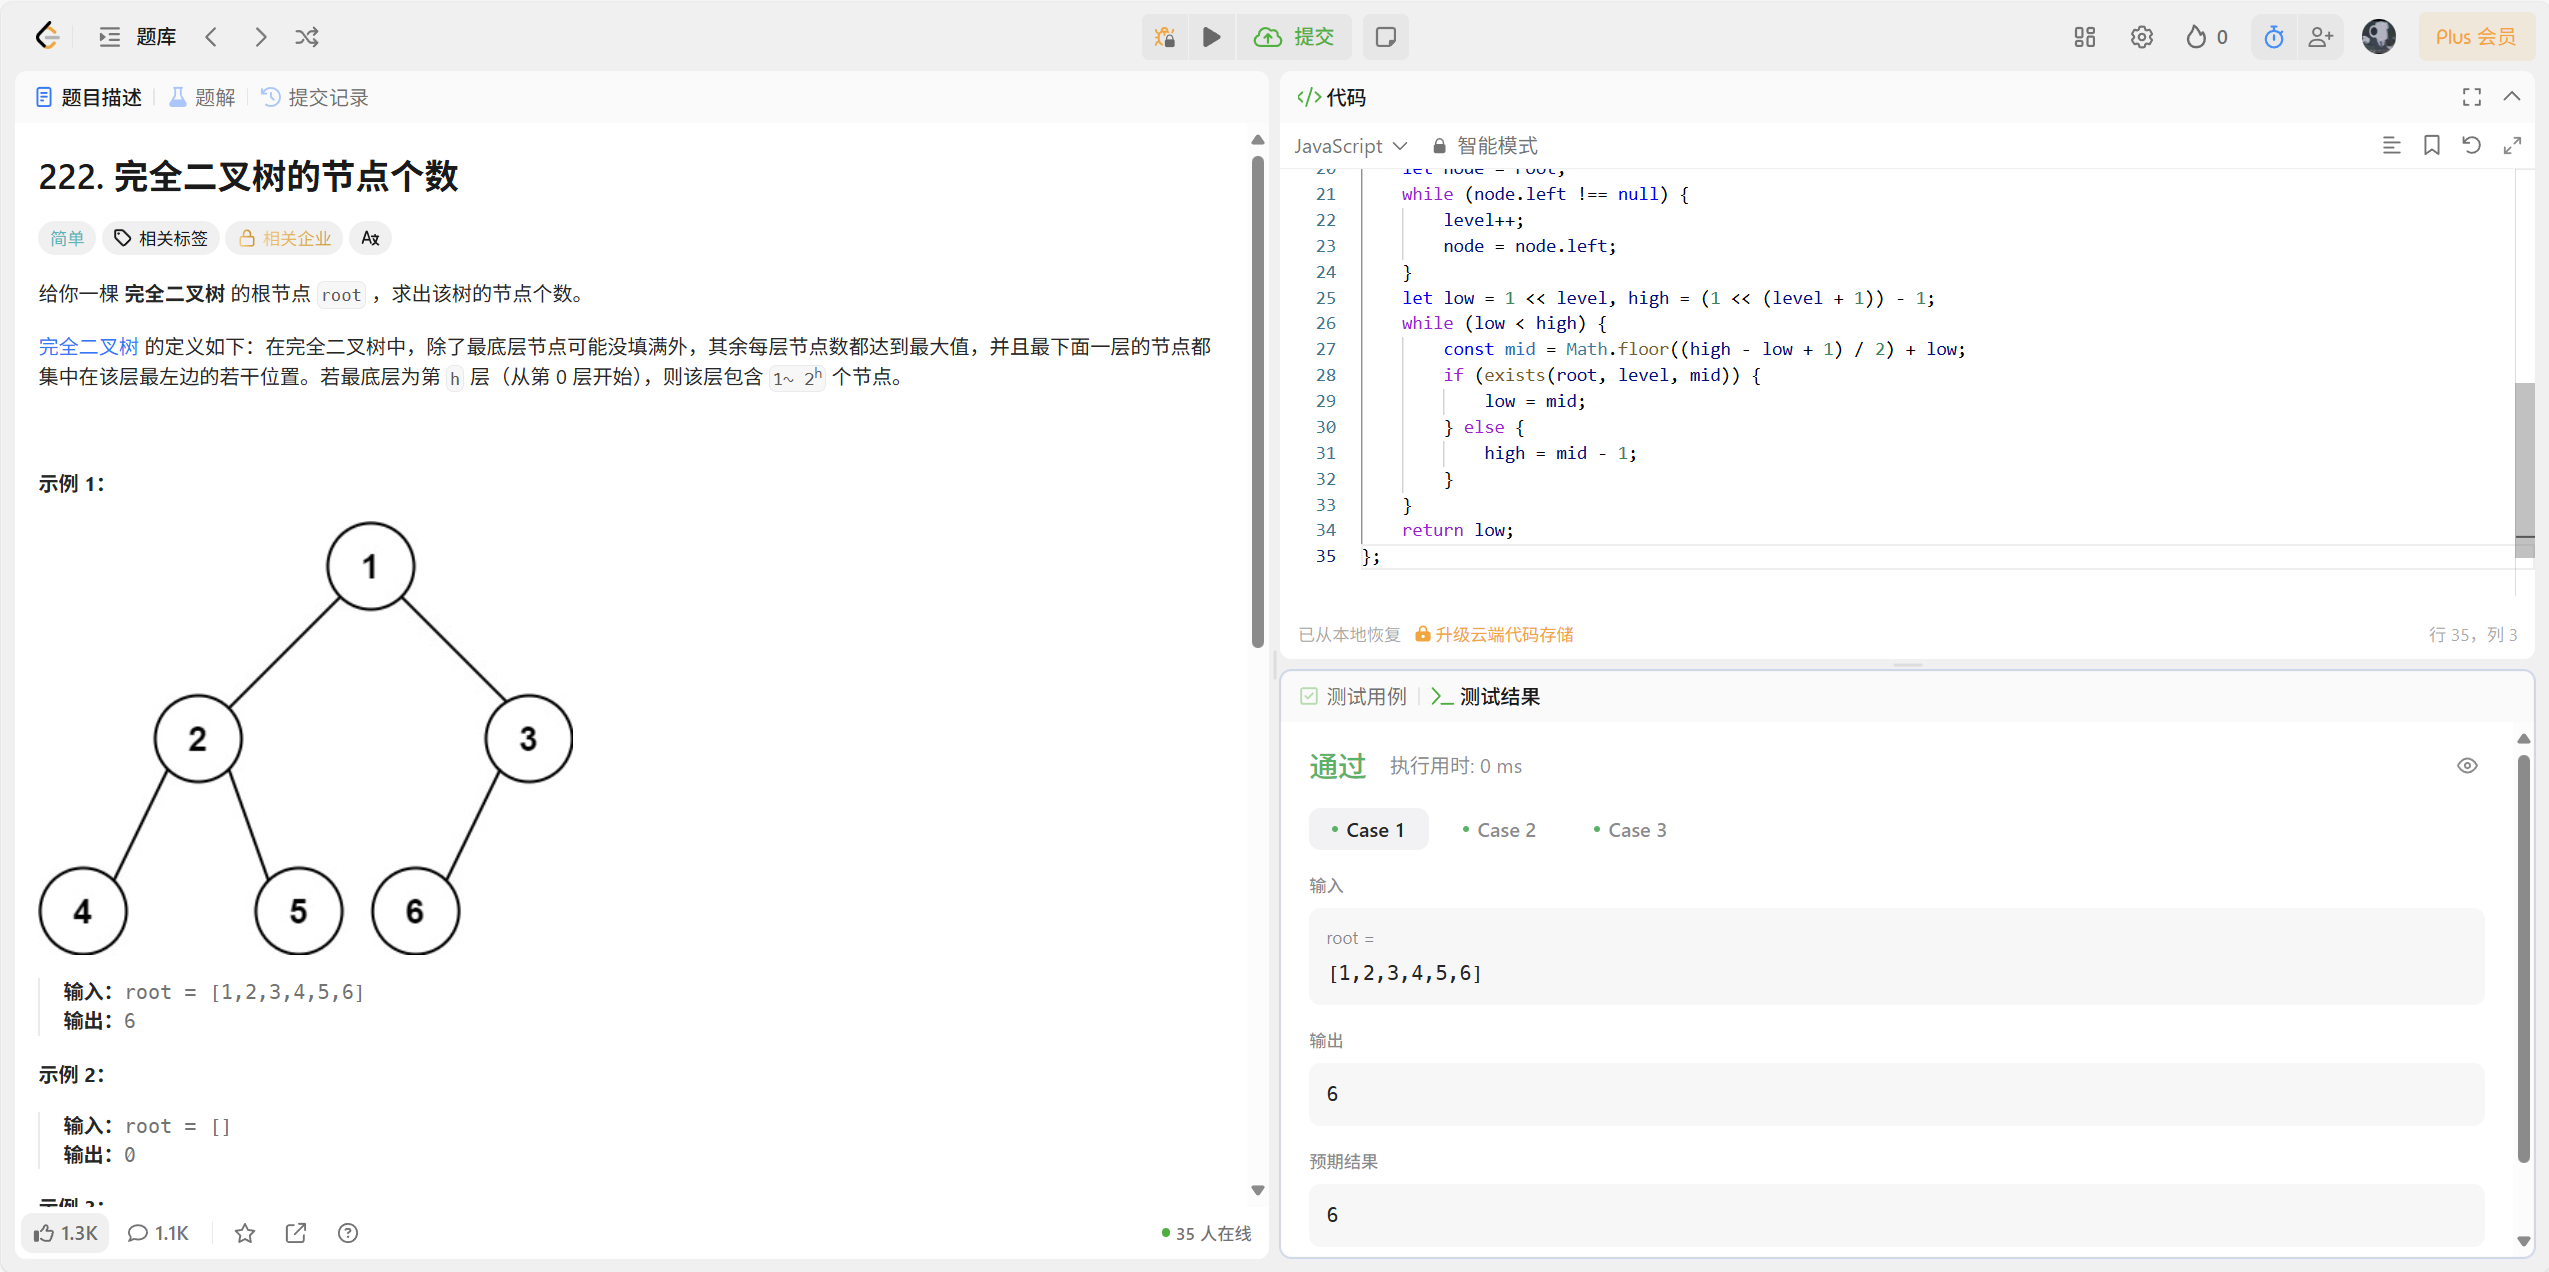 题库
提交
0
Plus 会员
题目描述
题解
提交记录
222. 完全二叉树的节点个数
简单
相关标签
相关企业
给你一棵 完全二叉树 的根节点 root ，求出该树的节点个数。
完全二叉树 的定义如下：在完全二叉树中，除了最底层节点可能没填满外，其余每层节点数都达到最大值，并且最下面一层的节点都
集中在该层最左边的若干位置。若最底层为第 h 层（从第 0 层开始），则该层包含 1~ 2^h 个节点。
示例 1：
1
2
3
4
5
6
输入：root = [1,2,3,4,5,6]
输出：6
示例 2：
输入：root = []
输出：0
示例 3：
1.3K
1.1K
35 人在线
</> 代码
JavaScript
智能模式
20 let node = root;
21 while (node.left !== null) {
22 level++;
23 node = node.left;
24 }
25 let low = 1 << level, high = (1 << (level + 1)) - 1;
26 while (low < high) {
27 const mid = Math.floor((high - low + 1) / 2) + low;
28 if (exists(root, level, mid)) {
29 low = mid;
30 } else {
31 high = mid - 1;
32 }
33 }
34 return low;
35 };
已从本地恢复
升级云端代码存储
行 35，列 3
测试用例
测试结果
通过
执行用时: 0 ms
Case 1
Case 2
Case 3
输入
root =
[1,2,3,4,5,6]
输出
6
预期结果
6